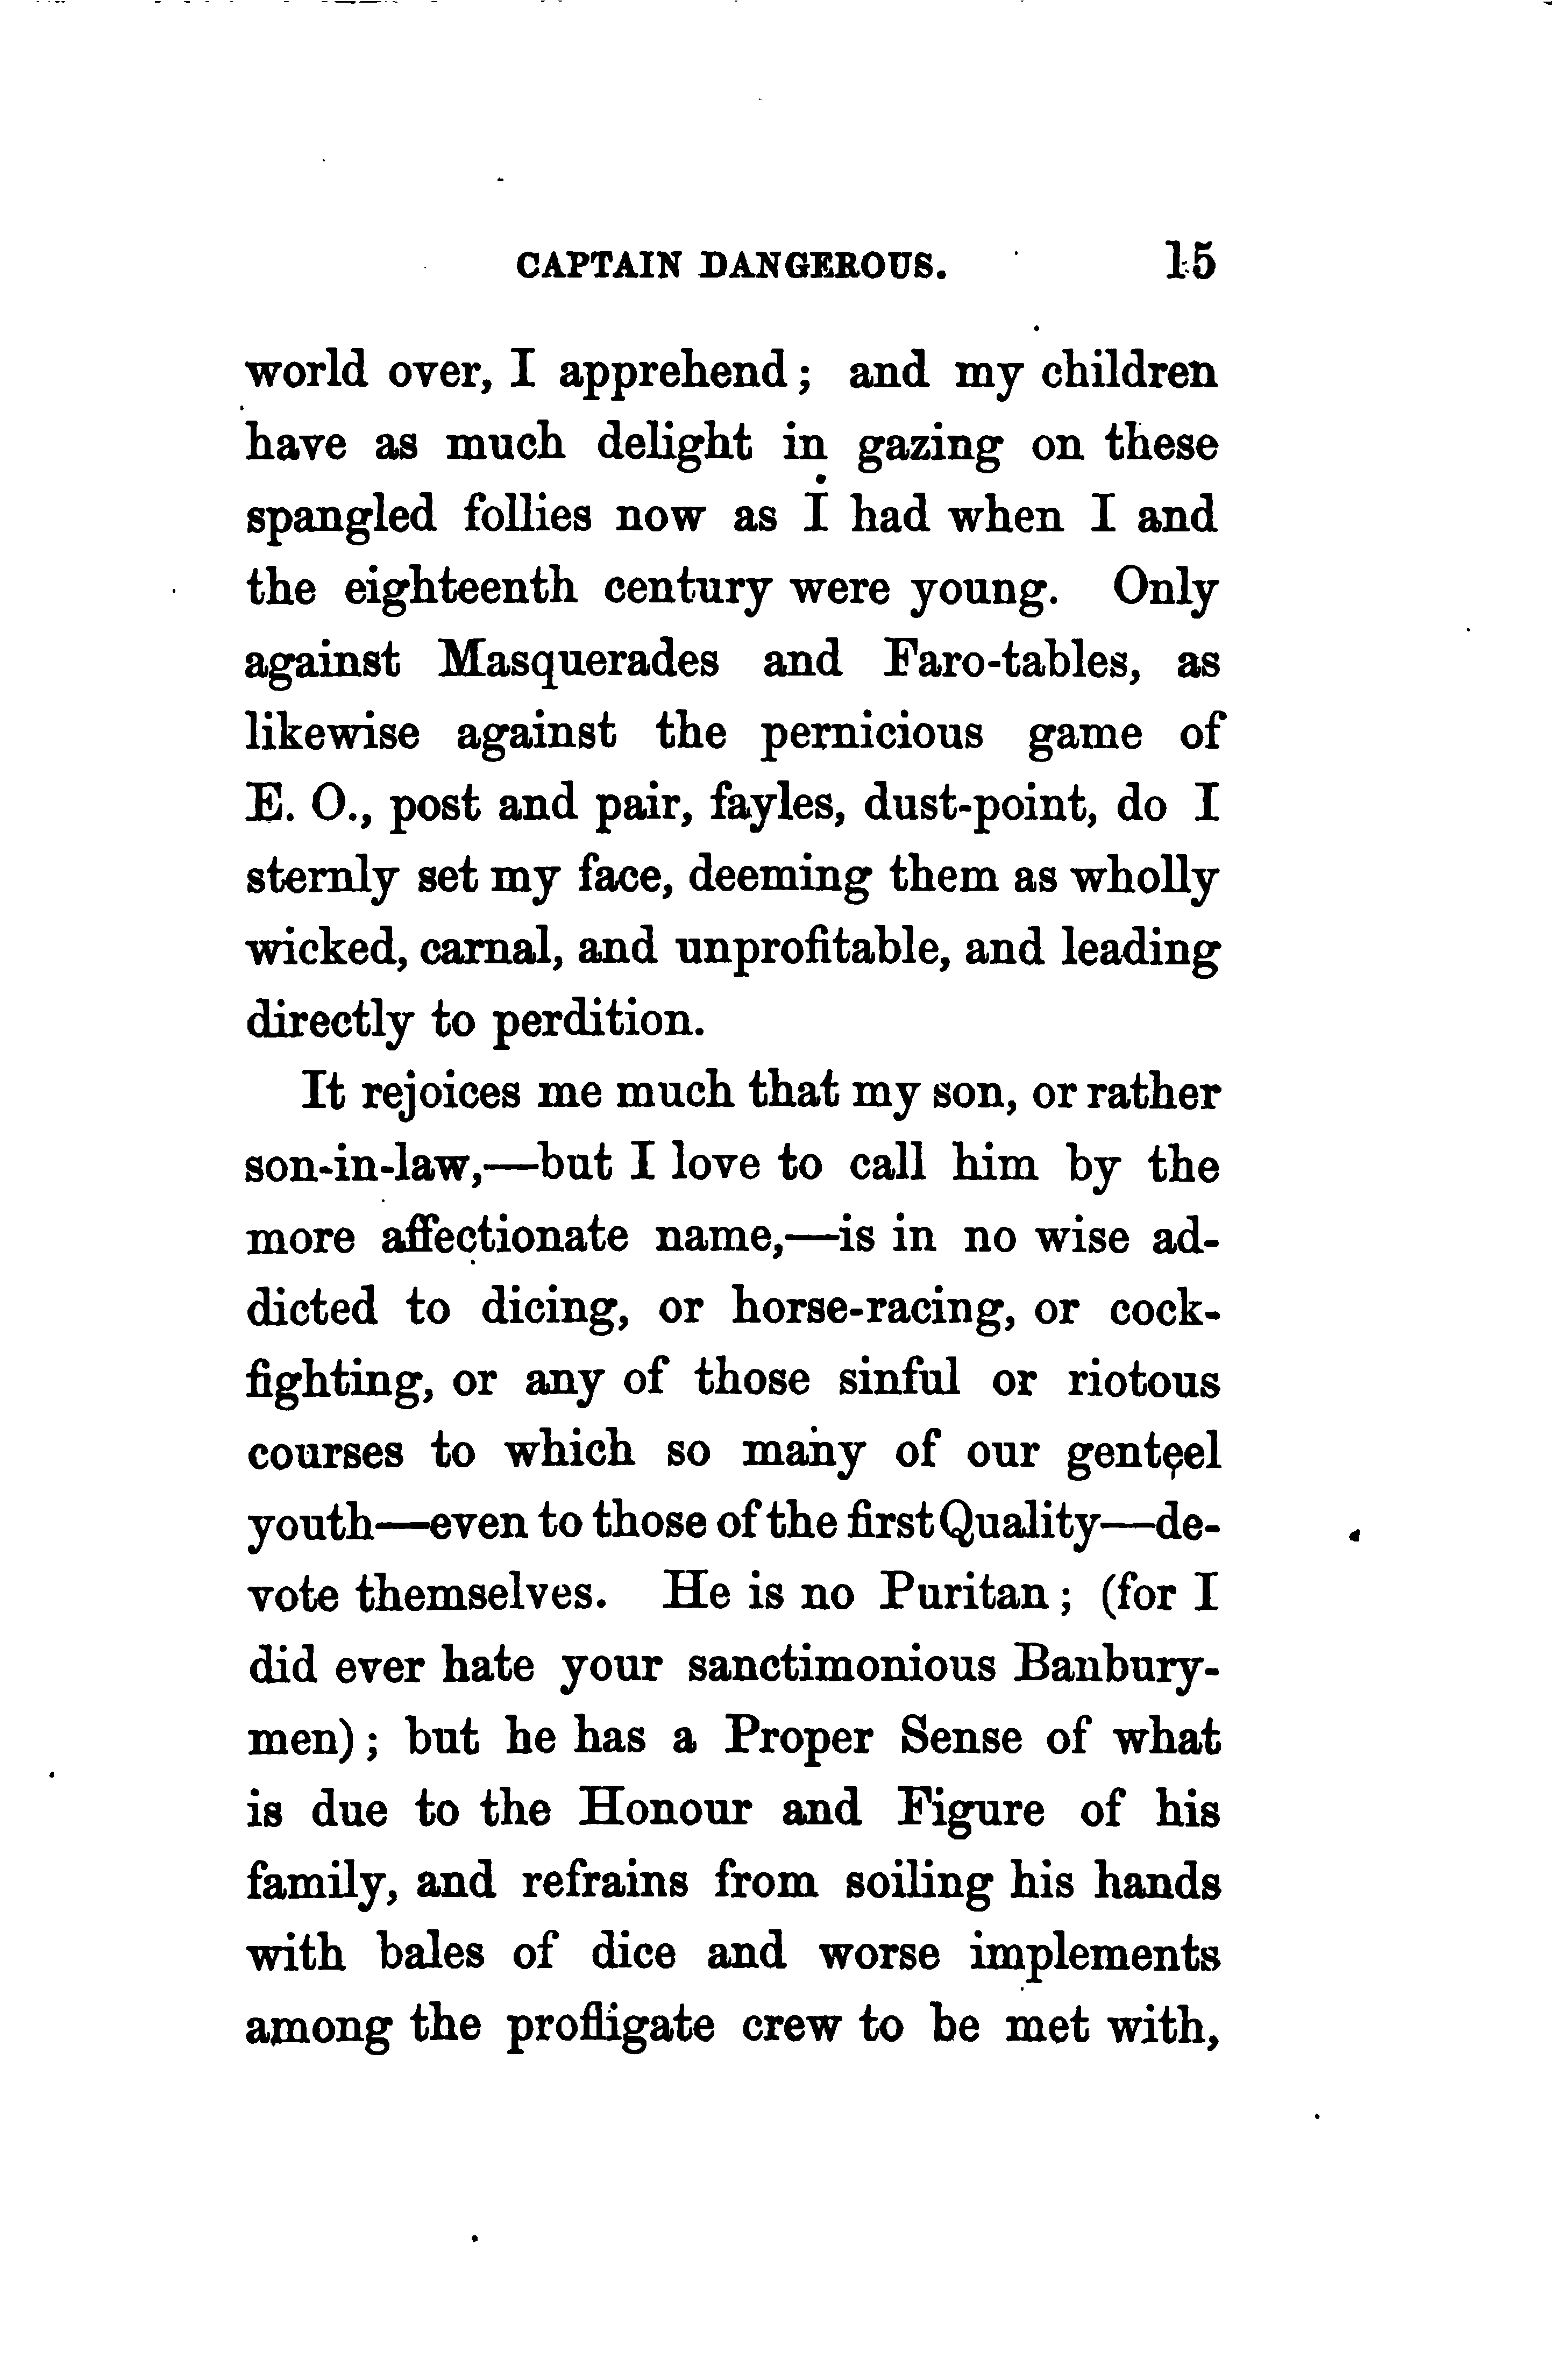 CAPTAIN DANGEROUS. 15
world over, I apprehend; and my children
have as much delight in gazing on these
spangled follies now as I had when I and
the eighteenth century were young. Only
against Masquerades and Faro-tables, as
likewise against the pernicious game of
E. O., post and pair, fayles, dust-point, do I
sternly set my face, deeming them as wholly
wicked, carnal, and unprofitable, and leading
directly to perdition.
It rejoices me much that my son, or rather
son-in-law,—but I love to call him by the
more affectionate name,—is in no wise ad-
dicted to dicing, or horse-racing, or cock-
fighting, or any of those sinful or riotous
courses to which so many of our genteel
youth—even to those of the first Quality—de-
vote themselves. He is no Puritan; (for I
did ever hate your sanctimonious Banbury-
men); but he has a Proper Sense of what
is due to the Honour and Figure of his
family, and refrains from soiling his hands
with bales of dice and worse implements
among the profligate crew to be met with,